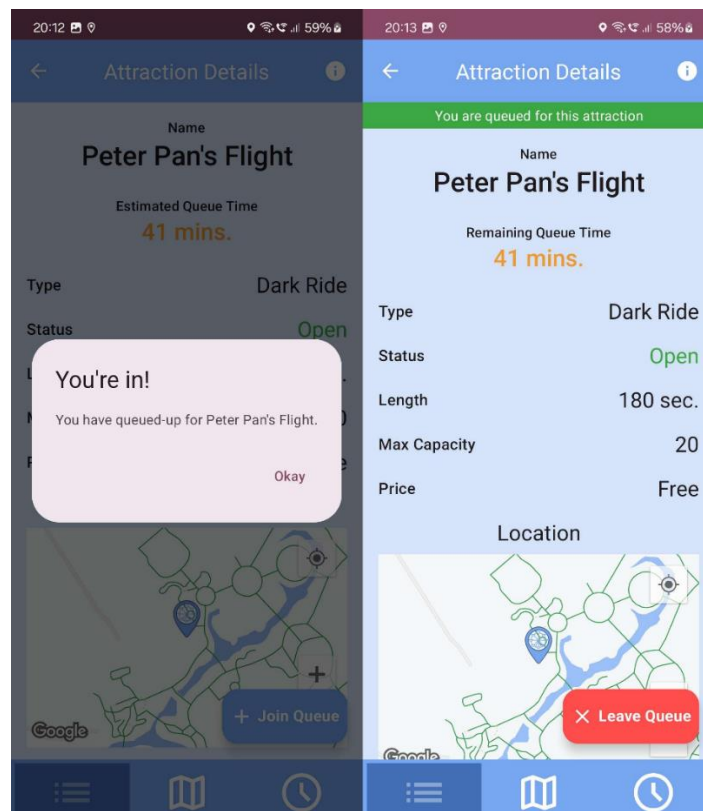 20:12
59%
Attraction Details
Name
Peter Pan's Flight
Estimated Queue Time
41 mins.
Type Dark Ride
Status Open
You're in!
You have queued-up for Peter Pan's Flight.
Okay
Google
+ Join Queue
20:13
58%
Attraction Details
You are queued for this attraction
Name
Peter Pan's Flight
Remaining Queue Time
41 mins.
Type Dark Ride
Status Open
Length 180 sec.
Max Capacity 20
Price Free
Location
Google
Leave Queue